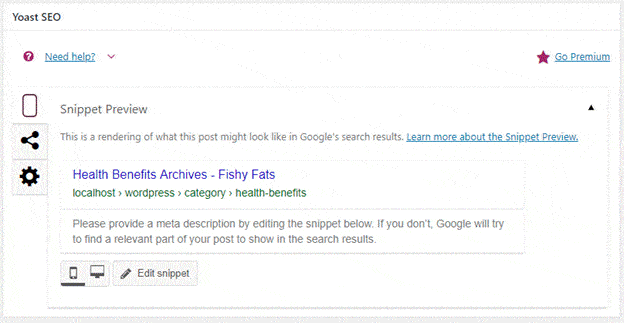 Yoast SEO
Need help?
Go Premium
Snippet Preview
This is a rendering of what this post might look like in Google's search results. Learn more about the Snippet Preview.
Health Benefits Archives - Fishy Fats
localhost › wordpress › category › health-benefits
Please provide a meta description by editing the snippet below. If you don't, Google will try
to find a relevant part of your post to show in the search results.
Edit snippet